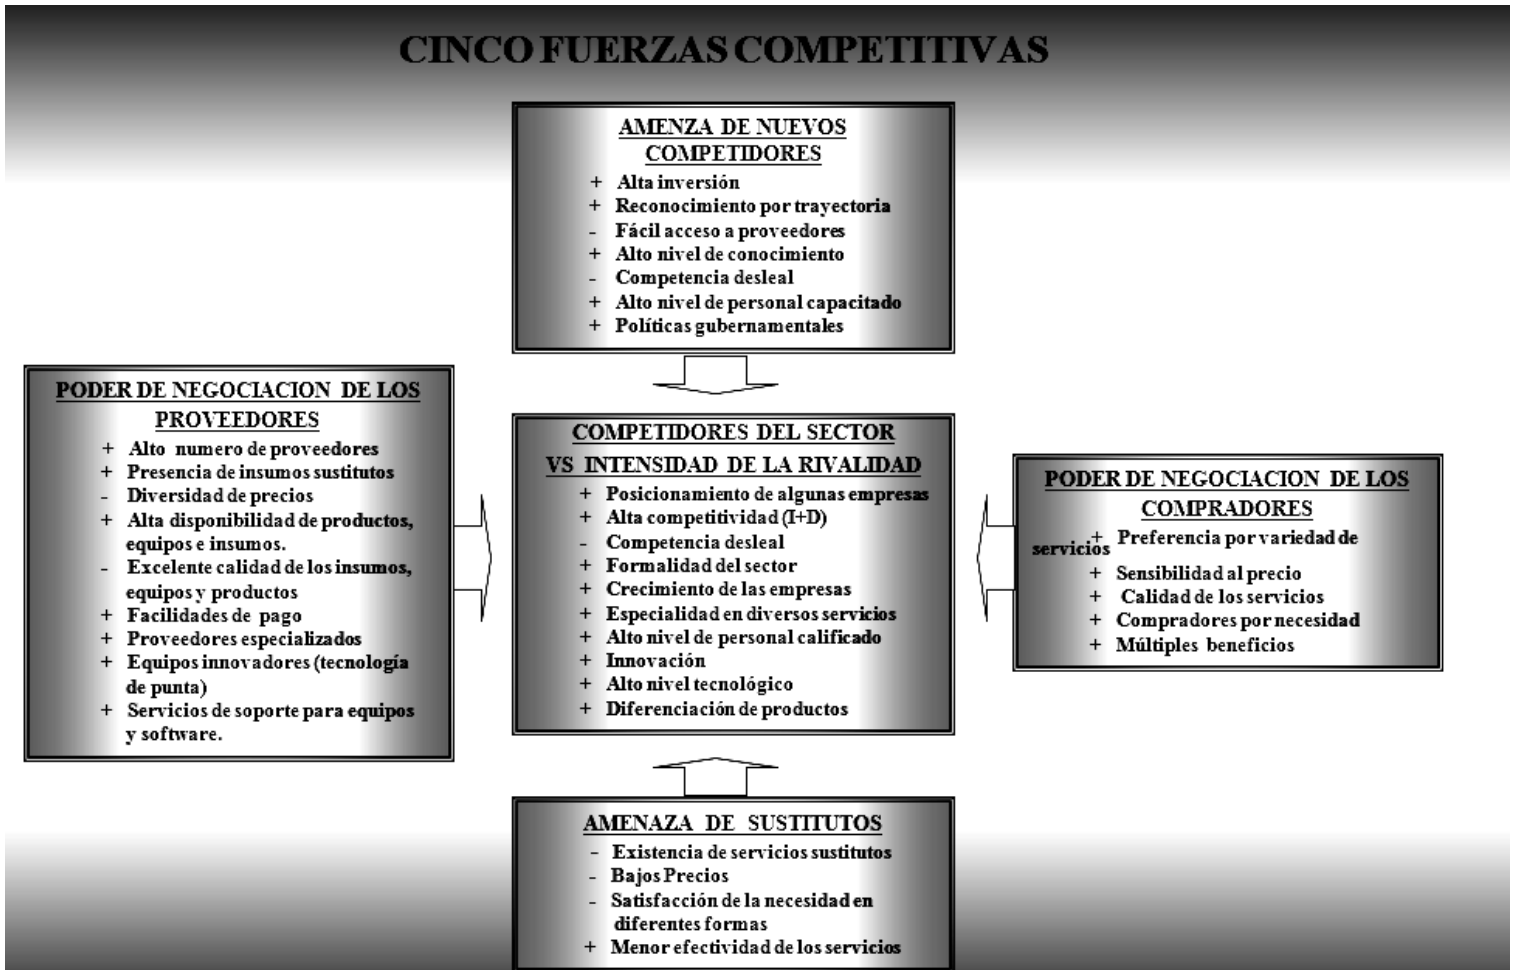 CINCO FUERZAS COMPETITIVAS
AMENZA DE NUEVOS
COMPETIDORES
+ Alta inversión
+ Reconocimiento por trayectoria
- Fácil acceso a proveedores
+ Alto nivel de conocimiento
- Competencia desleal
+ Alto nivel de personal capacitado
+ Políticas gubernamentales
PODER DE NEGOCIACION DE LOS
PROVEEDORES
+ Alto numero de proveedores
+ Presencia de insumos sustitutos
- Diversidad de precios
+ Alta disponibilidad de productos,
equipos e insumos.
- Excelente calidad de los insumos,
equipos y productos
+ Facilidades de pago
+ Proveedores especializados
+ Equipos innovadores (tecnología
de punta)
+ Servicios de soporte para equipos
y software.
COMPETIDORES DEL SECTOR
VS INTENSIDAD DE LA RIVALIDAD
+ Posicionamiento de algunas empresas
+ Alta competitividad (I+D)
- Competencia desleal
+ Formalidad del sector
+ Crecimiento de las empresas
+ Especialidad en diversos servicios
+ Alto nivel de personal calificado
+ Innovación
+ Alto nivel tecnológico
+ Diferenciación de productos
PODER DE NEGOCIACION DE LOS
COMPRADORES
+ Preferencia por variedad de
servicios
+ Sensibilidad al precio
+ Calidad de los servicios
+ Compradores por necesidad
+ Múltiples beneficios
AMENAZA DE SUSTITUTOS
- Existencia de servicios sustitutos
- Bajos Precios
- Satisfacción de la necesidad en
diferentes formas
+ Menor efectividad de los servicios